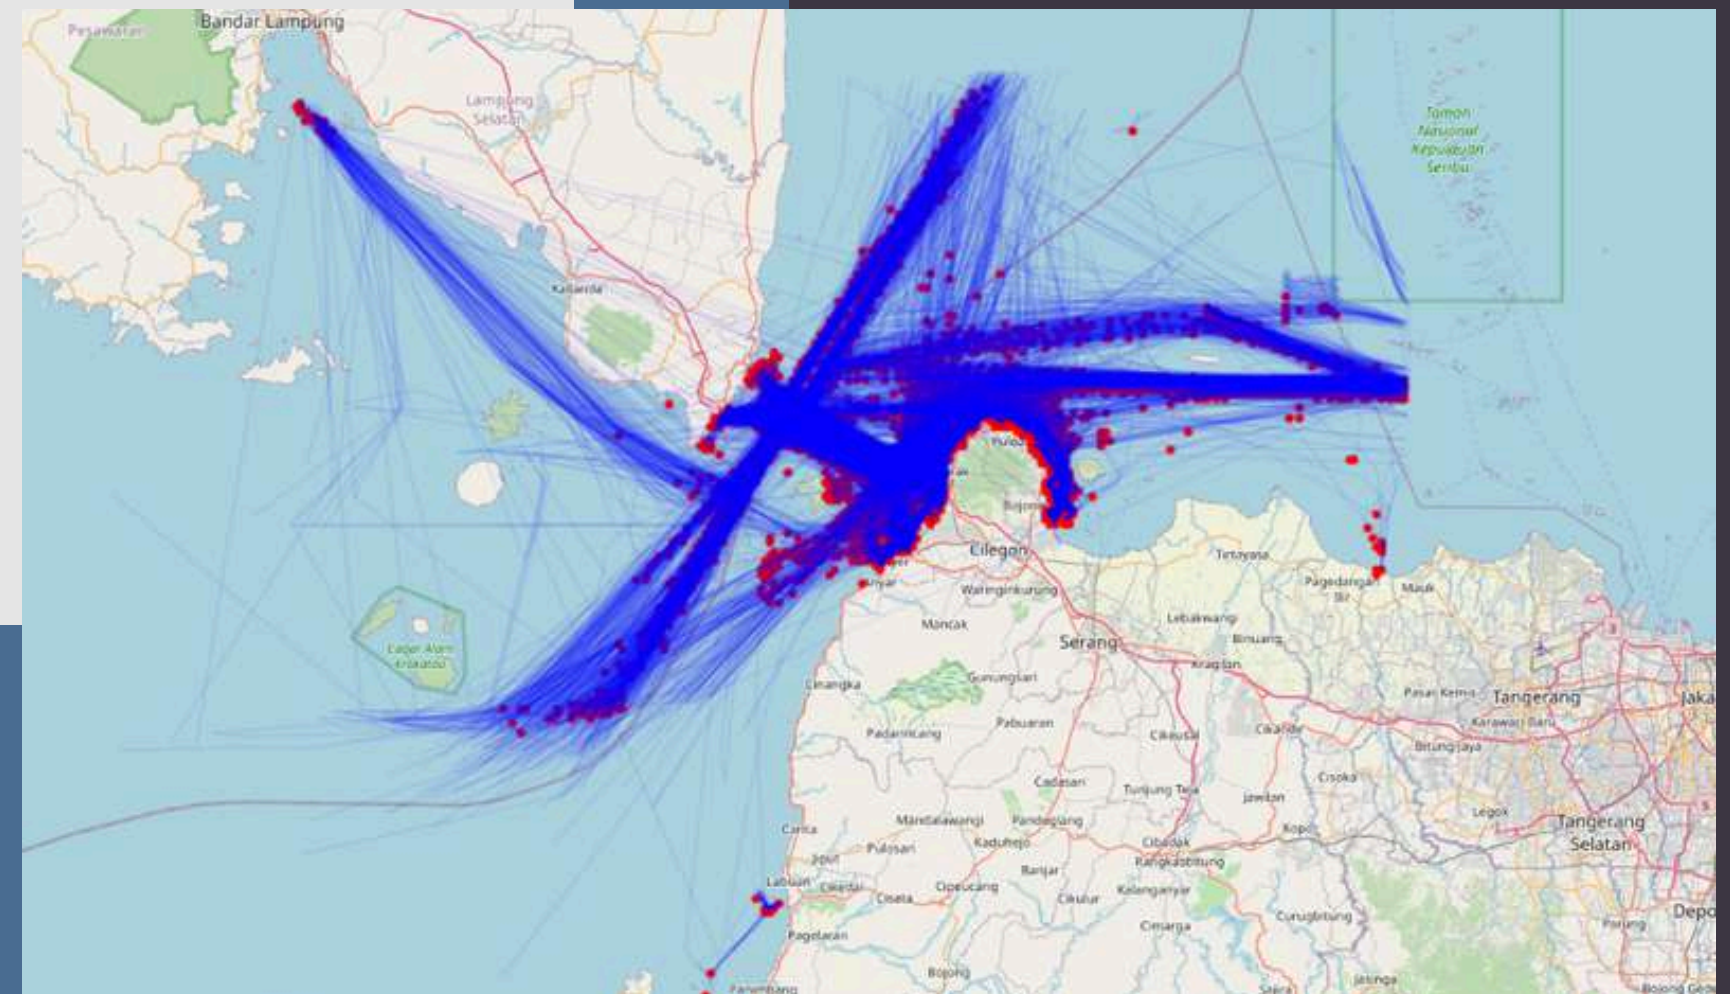 Bandar Lampung
Pesawaran
Lampung
Selatan
Taman
Nasional
Kepulauan
Seribu
Kalianda
Cilegon
Tirtayasa
Pagedangan
Ilir
Mauk
Waringinkurung
Mancak
Lebakwangi
Serang
Binuang
Kragilan
Cagar Alam
Krakatau
Cinangka
Gunungsari
Pasar Kemis
Tangerang
Karawaci Baru
Pabuaran
Padarincang
Cikeusal
Cikande
Bitung Jaya
Cadasari
Tunjung Teja
Cisoka
Jawilan
Legok
Carita
Mandalawangi
Pandeglang
Kopo
Tangerang
Selatan
Jiput
Pulosari
Kaduhejo
Cibadak
Rangkasbitung
Banjar
Labuan
Cikedal
Cisata
Cipeucang
Cikulur
Kalanganyar
Curugbitung
Cimarga
Parung
Depo
Pagelaran
Bojong
Jasinga
Panimbang
Sajira